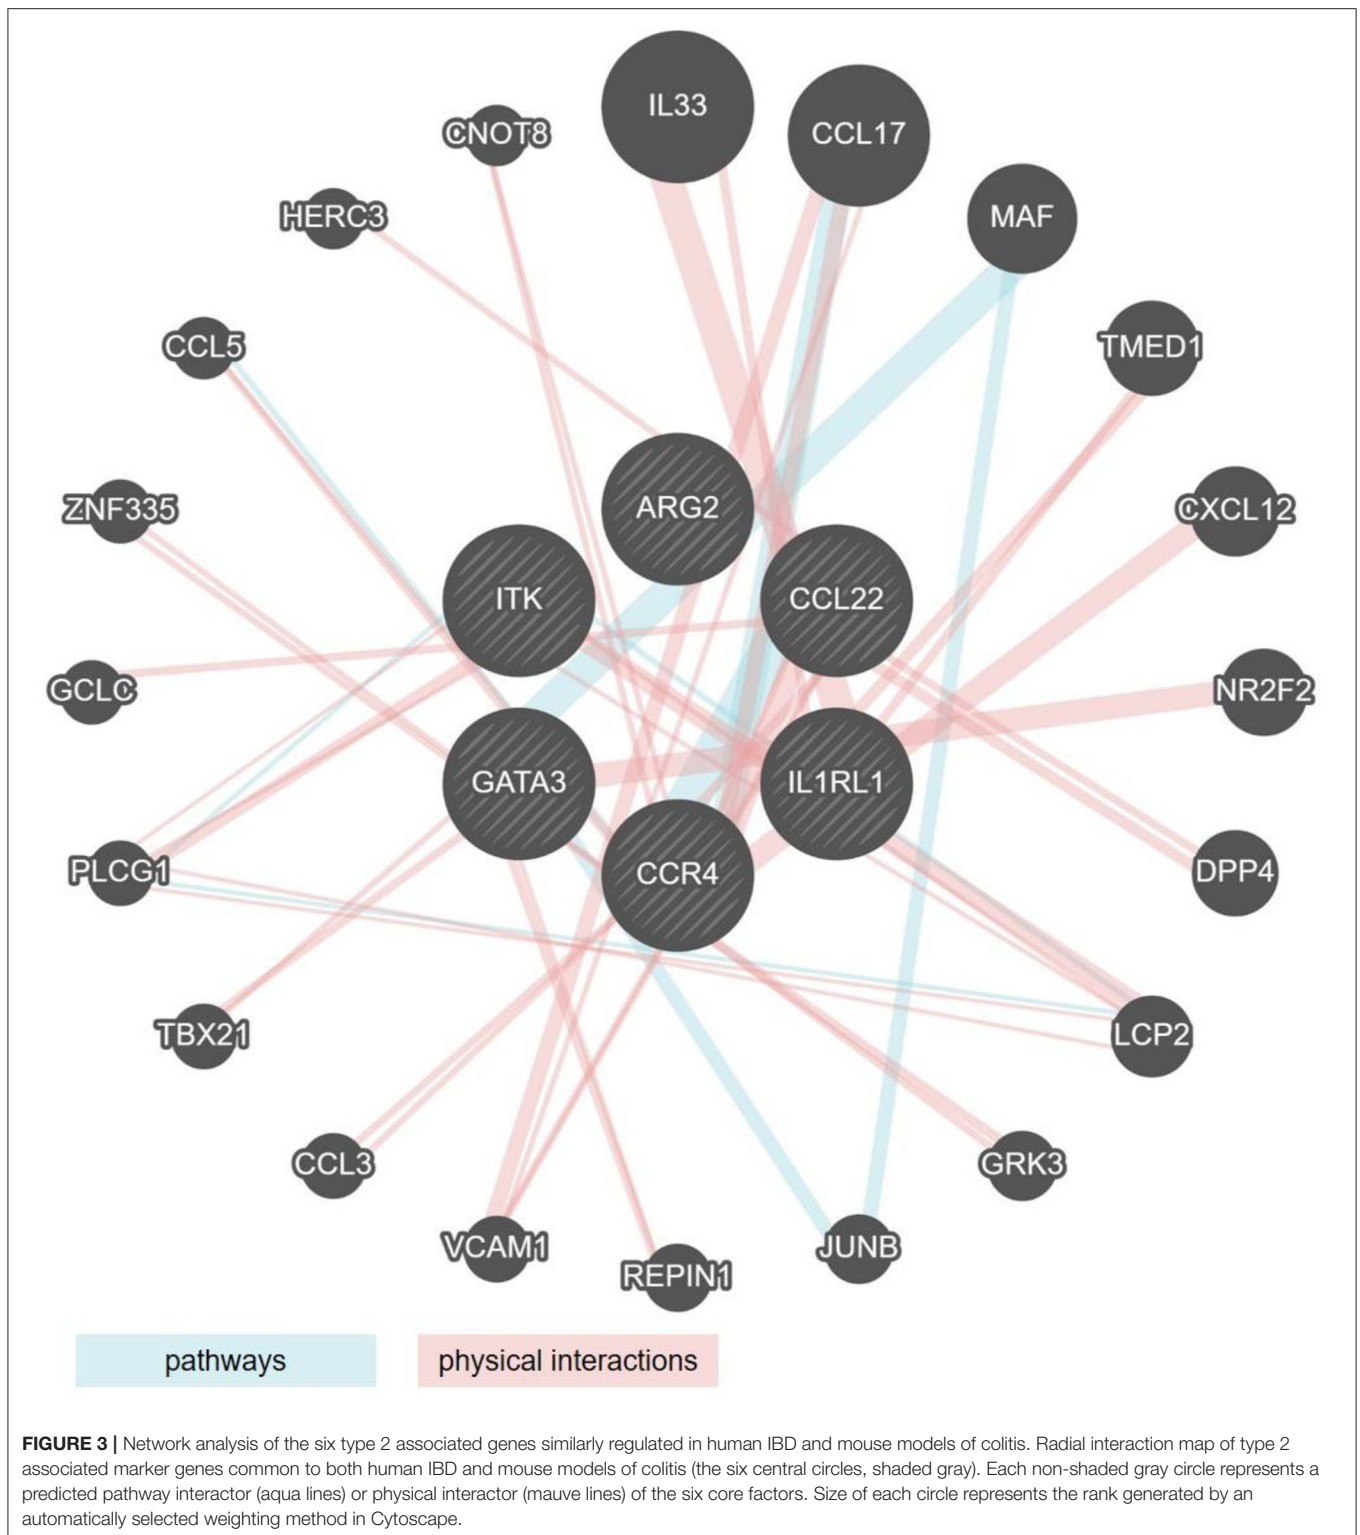 IL33
CCL17
CNOT8
MAF
HERC3
TMED1
CCL5
ARG2
CXCL12
ZNF335
ITK
CCL22
GCLC
NR2F2
GATA3
IL1RL1
PLCG1
CCR4
DPP4
TBX21
LCP2
CCL3
GRK3
VCAM1
JUNB
REPIN1
pathways
physical interactions
FIGURE 3 | Network analysis of the six type 2 associated genes similarly regulated in human IBD and mouse models of colitis. Radial interaction map of type 2
associated marker genes common to both human IBD and mouse models of colitis (the six central circles, shaded gray). Each non-shaded gray circle represents a
predicted pathway interactor (aqua lines) or physical interactor (mauve lines) of the six core factors. Size of each circle represents the rank generated by an
automatically selected weighting method in Cytoscape.